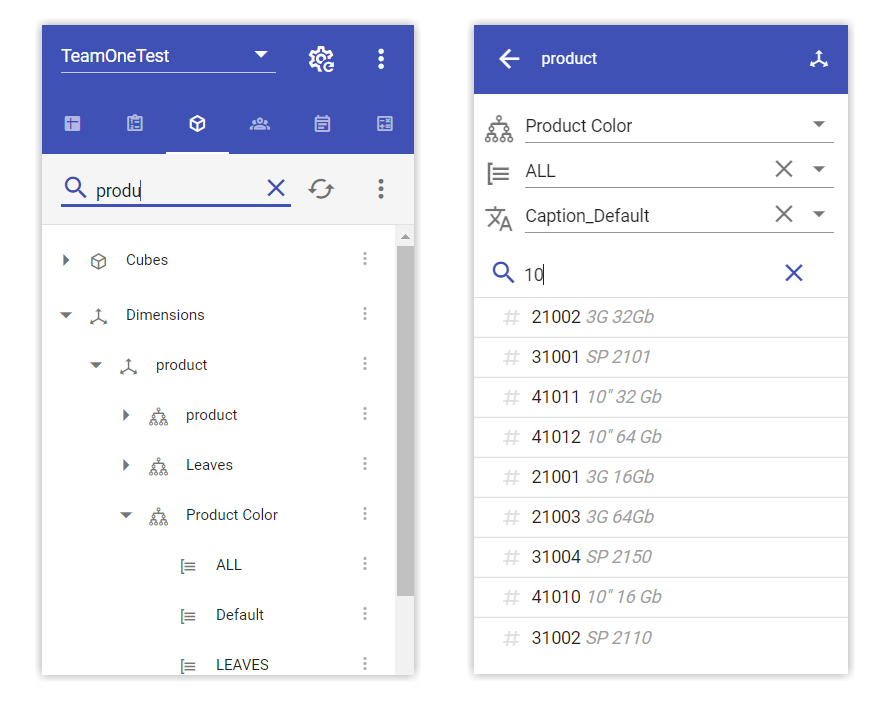 TeamOneTest
produ
Cubes
Dimensions
product
product
Leaves
Product Color
ALL
Default
LEAVES
product
Product Color
ALL
Caption_Default
10
# 21002 3G 32Gb
# 31001 SP 2101
# 41011 10" 32 Gb
# 41012 10" 64 Gb
# 21001 3G 16Gb
# 21003 3G 64Gb
# 31004 SP 2150
# 41010 10" 16 Gb
# 31002 SP 2110